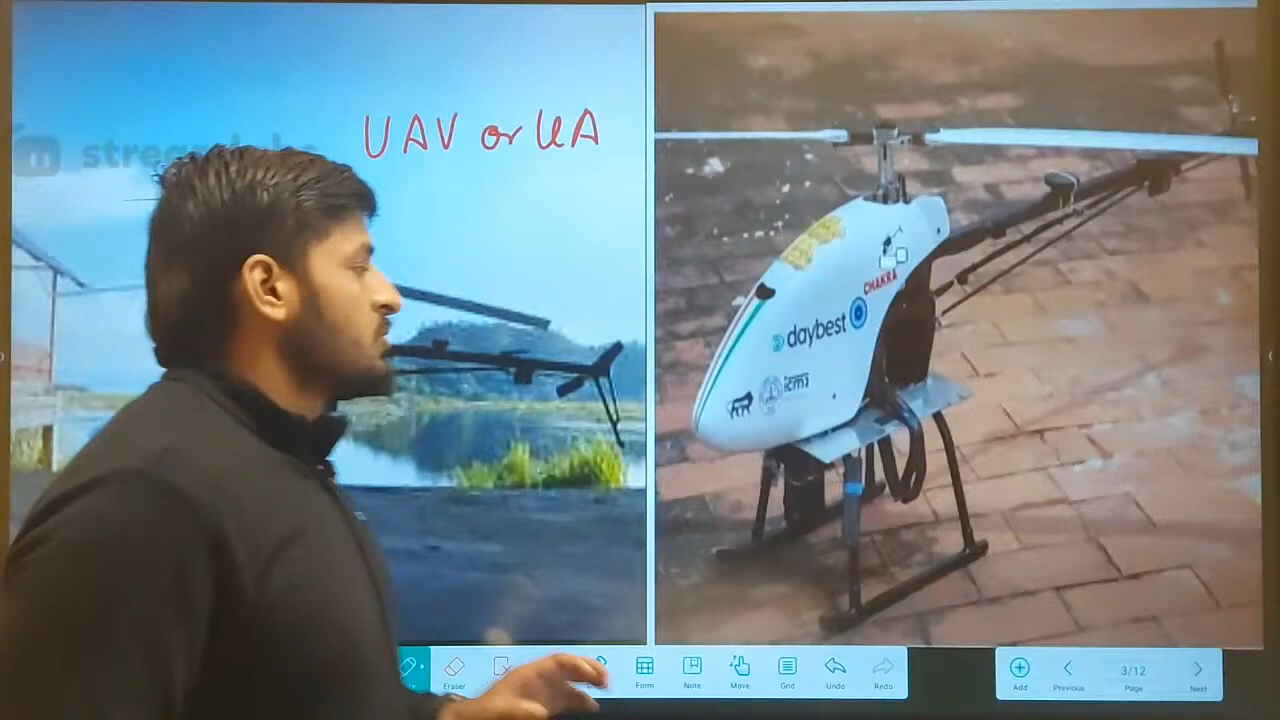 UAV or UA
streamlabs
CHAKRA
daybest
icmr
Eraser
Form
Note
Move
Grid
Undo
Redo
Add
Previous
3/12
Page
Next